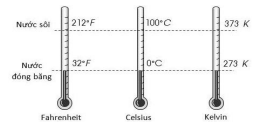 Nước sôi 212°F 100°C 373 K
Nước đóng băng 32°F 0°C 273 K
Fahrenheit Celsius Kelvin